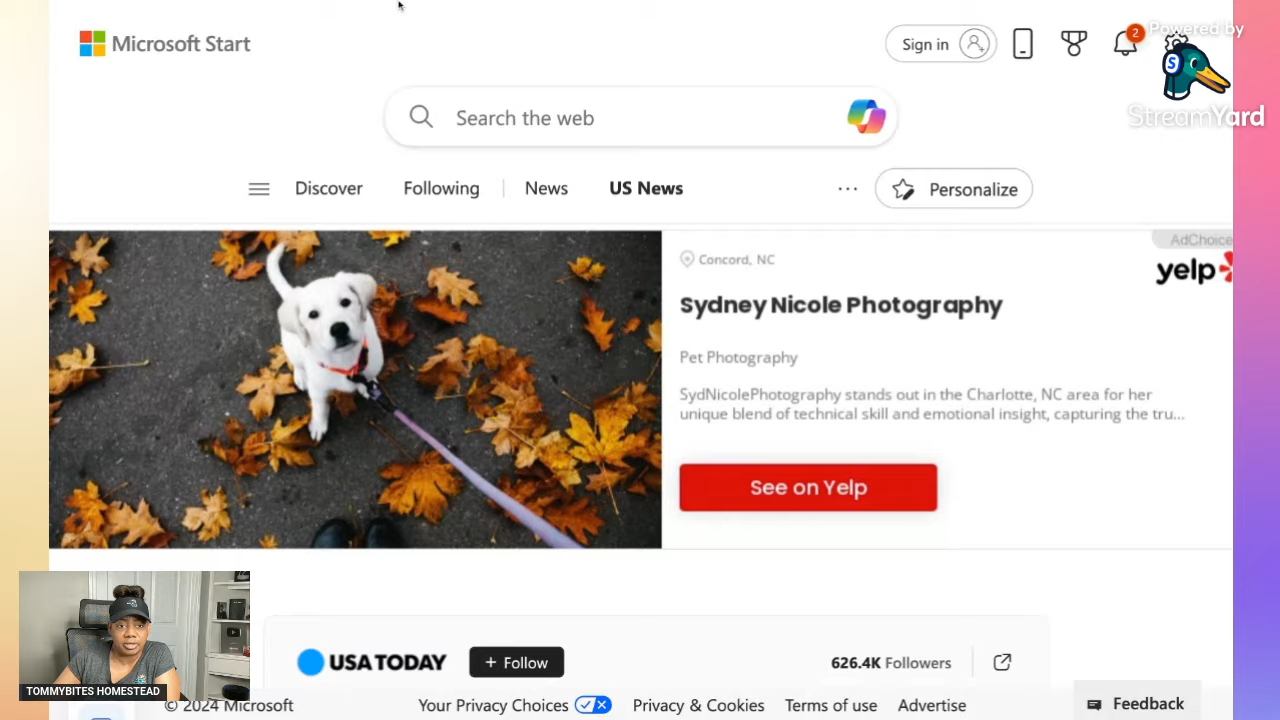 Microsoft Start
Sign in
2
Powered by
S
StreamYard
Search the web
Discover
Following
News
US News
Personalize
AdChoice
Concord, NC
yelp
Sydney Nicole Photography
Pet Photography
SydNicolePhotography stands out in the Charlotte, NC area for her
unique blend of technical skill and emotional insight, capturing the tru...
See on Yelp
USA TODAY
+ Follow
626.4K Followers
TOMMYBITES HOMESTEAD
© 2024 Microsoft
Your Privacy Choices
Privacy & Cookies
Terms of use
Advertise
Feedback